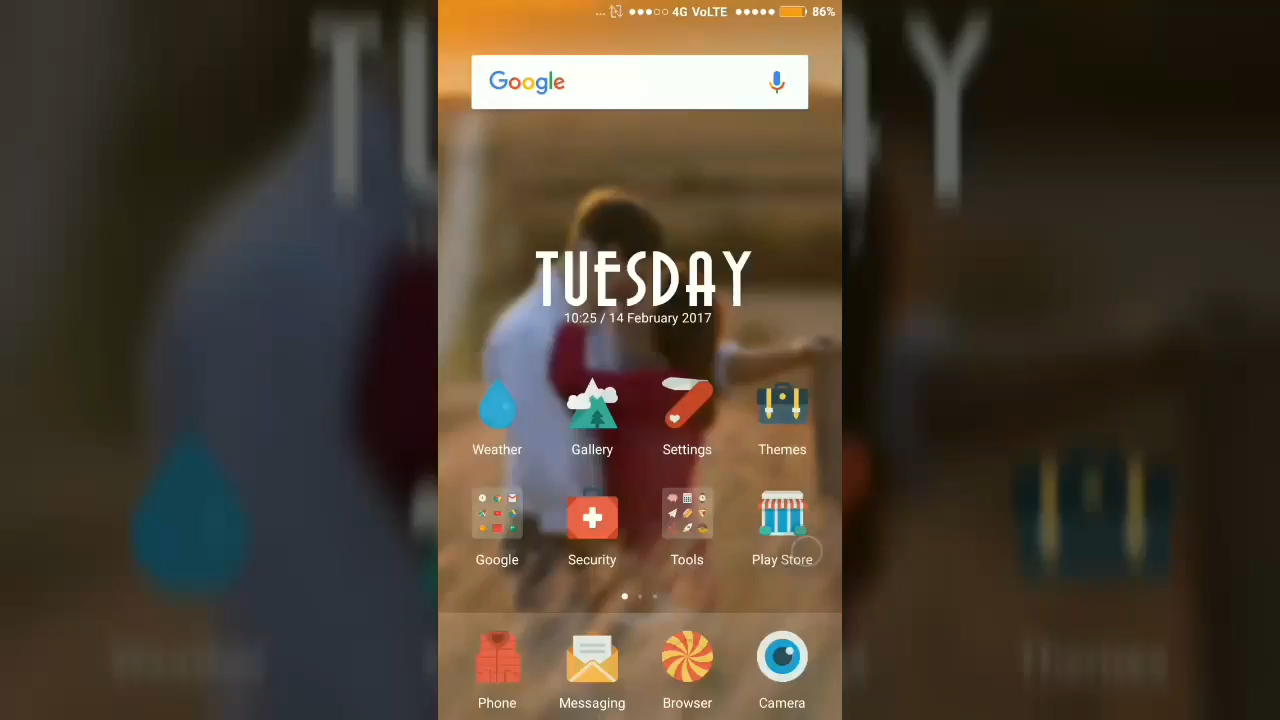 ... 4G VoLTE 86%
Google
TUESDAY
10:25 / 14 February 2017
Weather Gallery Settings Themes
Google Security Tools Play Store
Phone Messaging Browser Camera